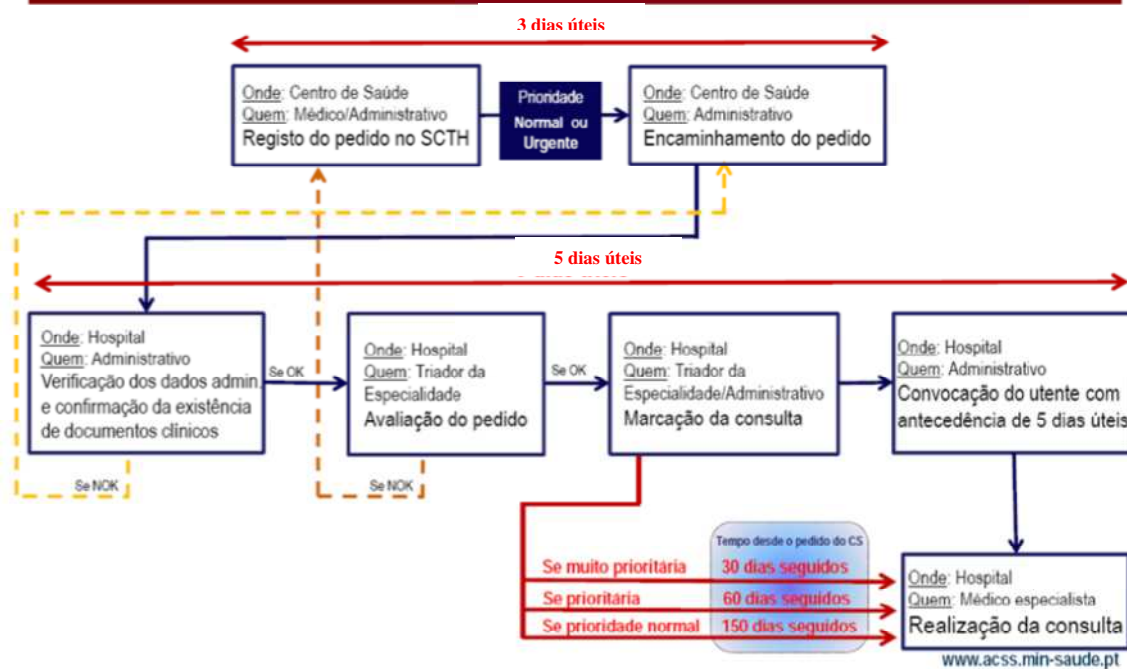 3 dias úteis
Onde: Centro de Saúde
Quem: Médico/Administrativo
Registo do pedido no SCTH
Prioridade
Normal ou
Urgente
Onde: Centro de Saúde
Quem: Administrativo
Encaminhamento do pedido
5 dias úteis
Onde: Hospital
Quem: Administrativo
Verificação dos dados admin.
e confirmação da existência
de documentos clínicos
Se OK
Se NOK
Onde: Hospital
Quem: Triador da
Especialidade
Avaliação do pedido
Se OK
Se NOK
Onde: Hospital
Quem: Triador da
Especialidade/Administrativo
Marcação da consulta
Onde: Hospital
Quem: Administrativo
Convocação do utente com
antecedência de 5 dias úteis
Tempo desde o pedido do CS
Se muito prioritária 30 dias seguidos
Se prioritária 60 dias seguidos
Se prioridade normal 150 dias seguidos
Onde: Hospital
Quem: Médico especialista
Realização da consulta
www.acss.min-saude.pt